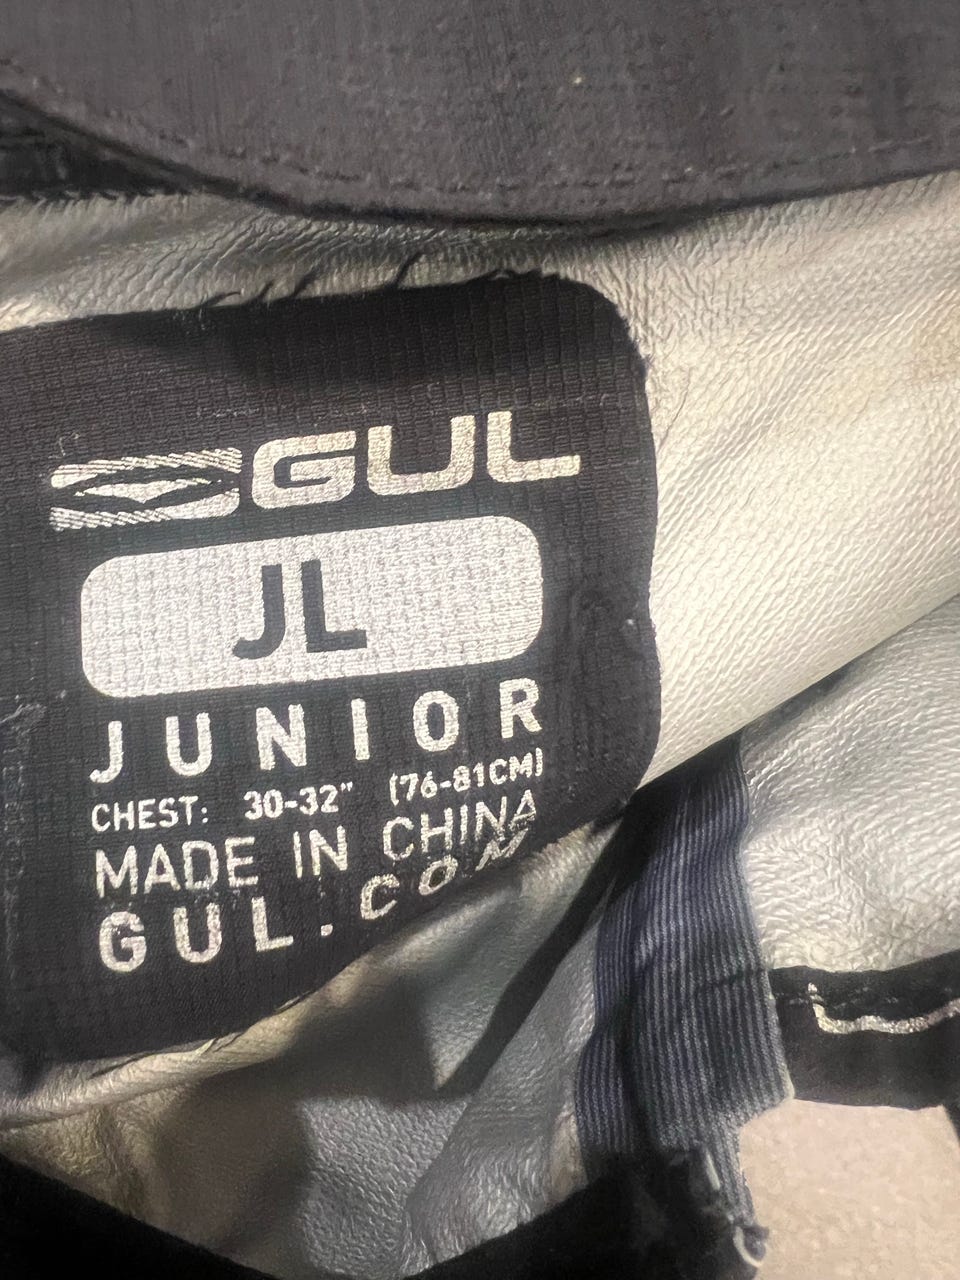 GUL
JL
JUNIOR
CHEST: 30-32" (76-81CM)
MADE IN CHINA
GUL.COM